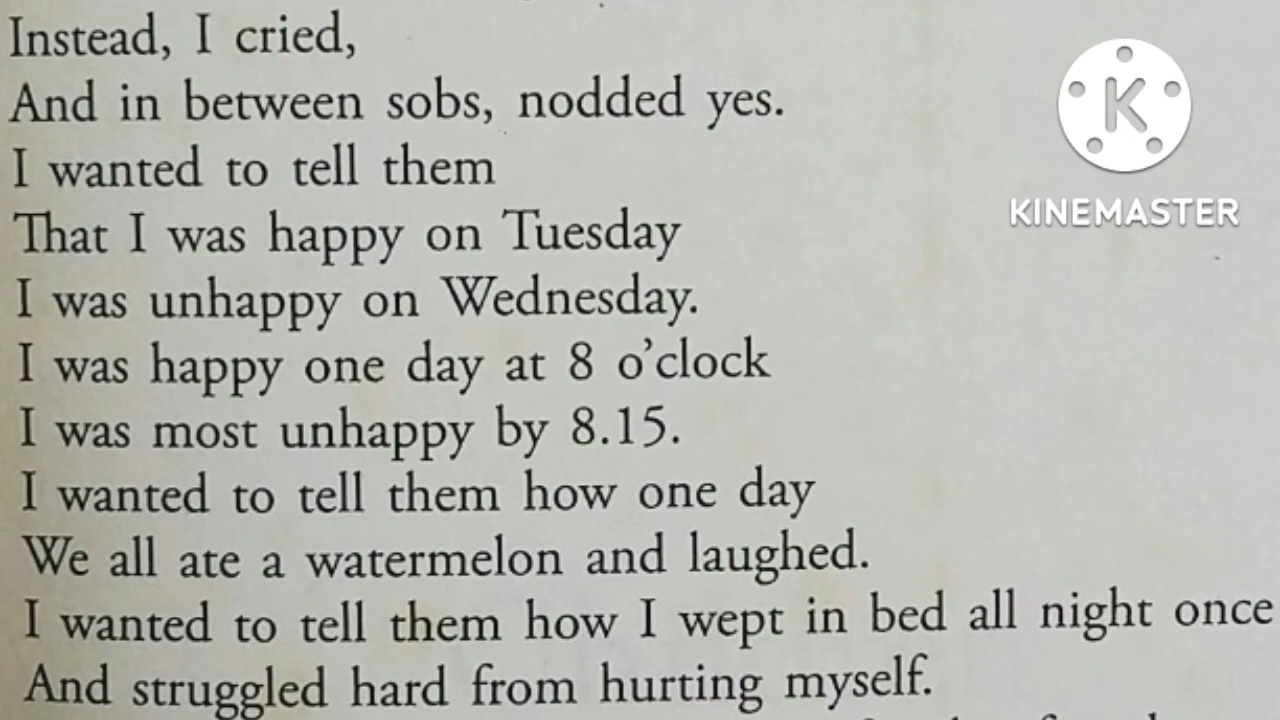 Instead, I cried,
And in between sobs, nodded yes.
I wanted to tell them
That I was happy on Tuesday
I was unhappy on Wednesday.
I was happy one day at 8 o'clock
I was most unhappy by 8.15.
I wanted to tell them how one day
We all ate a watermelon and laughed.
I wanted to tell them how I wept in bed all night once
And struggled hard from hurting myself.
K
KINEMASTER